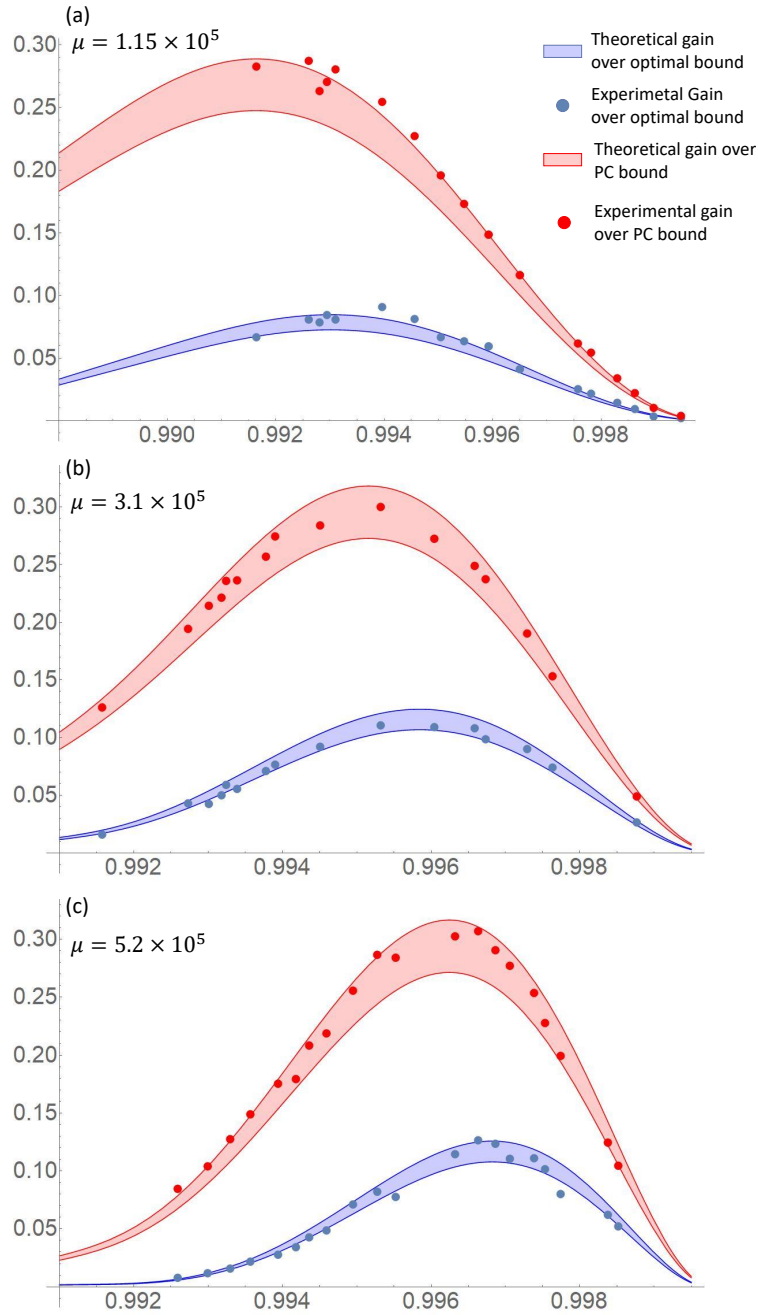 (a)
μ = 1.15 × 10⁵
0.30
0.25
0.20
0.15
0.10
0.05
0.990 0.992 0.994 0.996 0.998
Theoretical gain
over optimal bound
Experimetal Gain
over optimal bound
Theoretical gain over
PC bound
Experimental gain
over PC bound
(b)
μ = 3.1 × 10⁵
0.30
0.25
0.20
0.15
0.10
0.05
0.992 0.994 0.996 0.998
(c)
μ = 5.2 × 10⁵
0.30
0.25
0.20
0.15
0.10
0.05
0.992 0.994 0.996 0.998